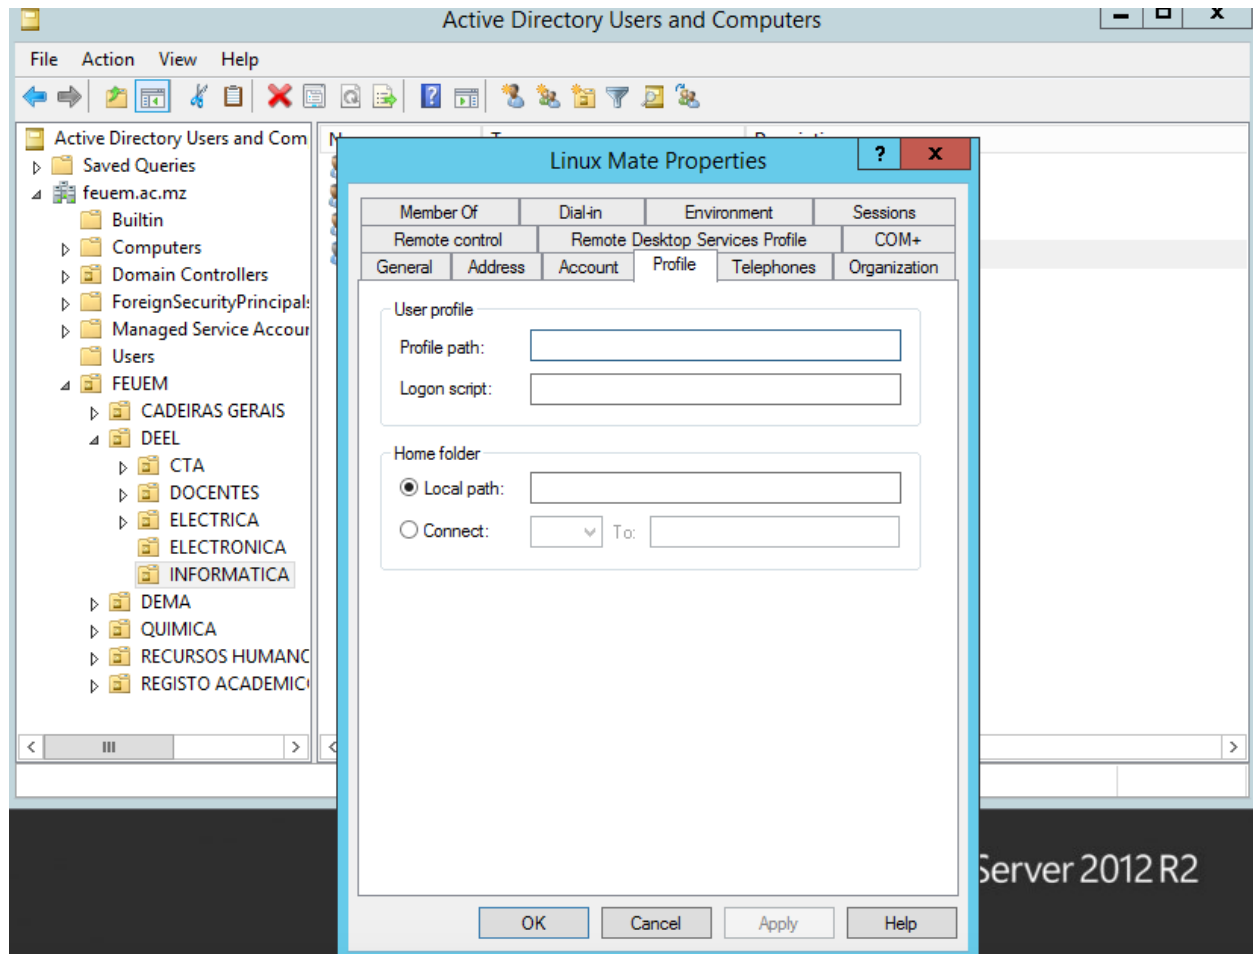 Active Directory Users and Computers
File Action View Help
Active Directory Users and Com
Saved Queries
feuem.ac.mz
Builtin
Computers
Domain Controllers
ForeignSecurityPrincipal
Managed Service Accour
Users
FEUEM
CADEIRAS GERAIS
DEEL
CTA
DOCENTES
ELECTRICA
ELECTRONICA
INFORMATICA
DEMA
QUIMICA
RECURSOS HUMANC
REGISTO ACADEMIC
Linux Mate Properties
Member Of Dial-in Environment Sessions
Remote control Remote Desktop Services Profile COM+
General Address Account Profile Telephones Organization
User profile
Profile path:
Logon script:
Home folder
Local path:
Connect: To:
OK Cancel Apply Help
Server 2012 R2